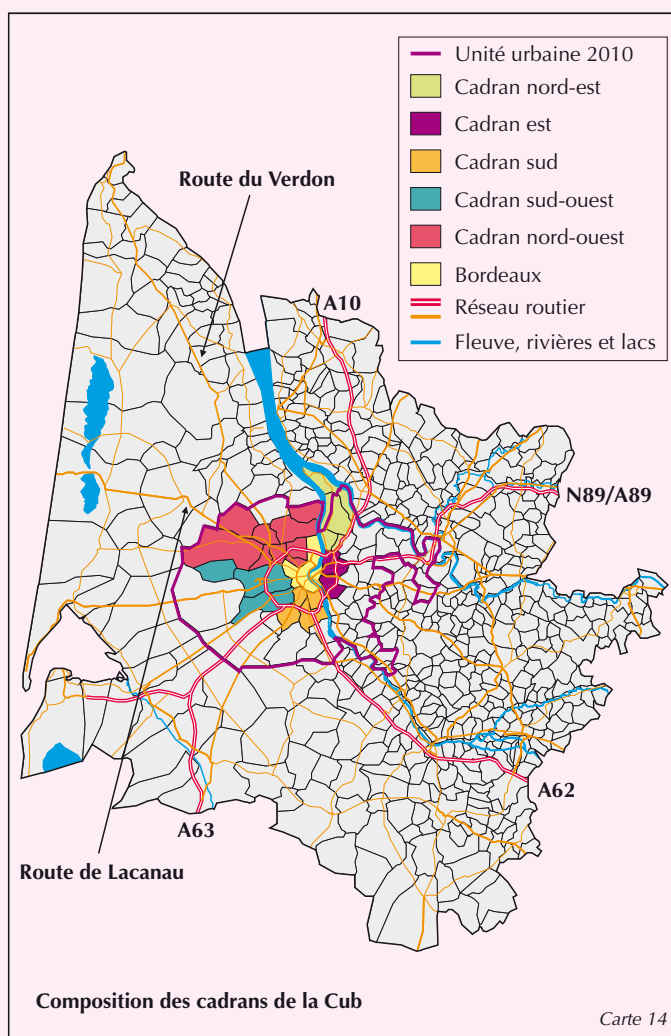 Unité urbaine 2010
Cadran nord-est
Cadran est
Cadran sud
Cadran sud-ouest
Cadran nord-ouest
Bordeaux
Réseau routier
Fleuve, rivières et lacs
Route du Verdon
A10
N89/A89
A62
A63
Route de Lacanau
Composition des cadrans de la Cub
Carte 14